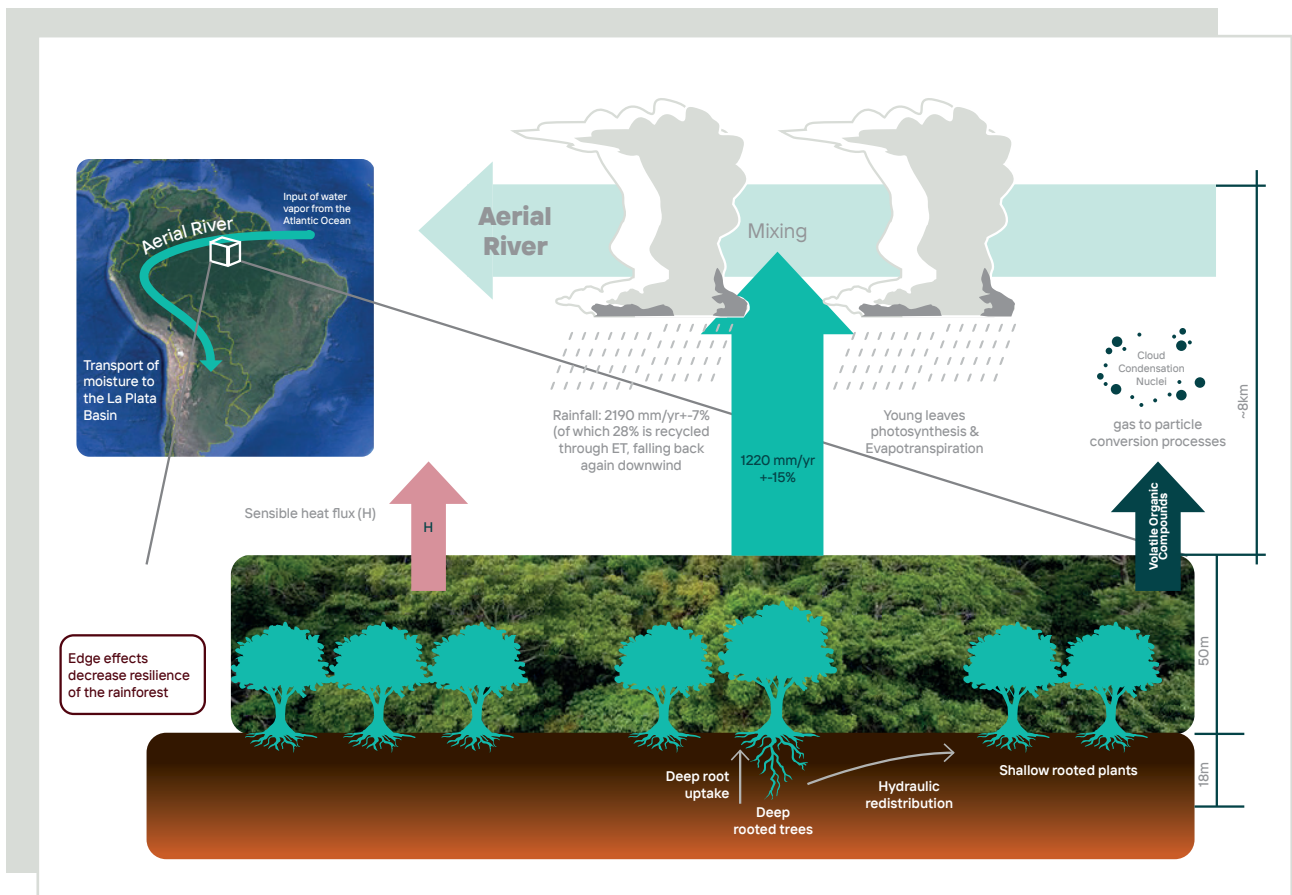 Input of water
vapor from the
Atlantic Ocean
Aerial River
Transport of
moisture to
the La Plata
Basin
Aerial
River
Mixing
Rainfall: 2190 mm/yr+-7%
(of which 28% is recycled
through ET, falling back
again downwind
1220 mm/yr
+-15%
Young leaves
photosynthesis &
Evapotranspiration
Cloud
Condensation
Nuclei
gas to particle
conversion processes
~8km
Sensible heat flux (H)
H
Volatile Organic
Compounds
Edge effects
decrease resilience
of the rainforest
50m
18m
Deep root
uptake
Deep
rooted trees
Hydraulic
redistribution
Shallow rooted plants